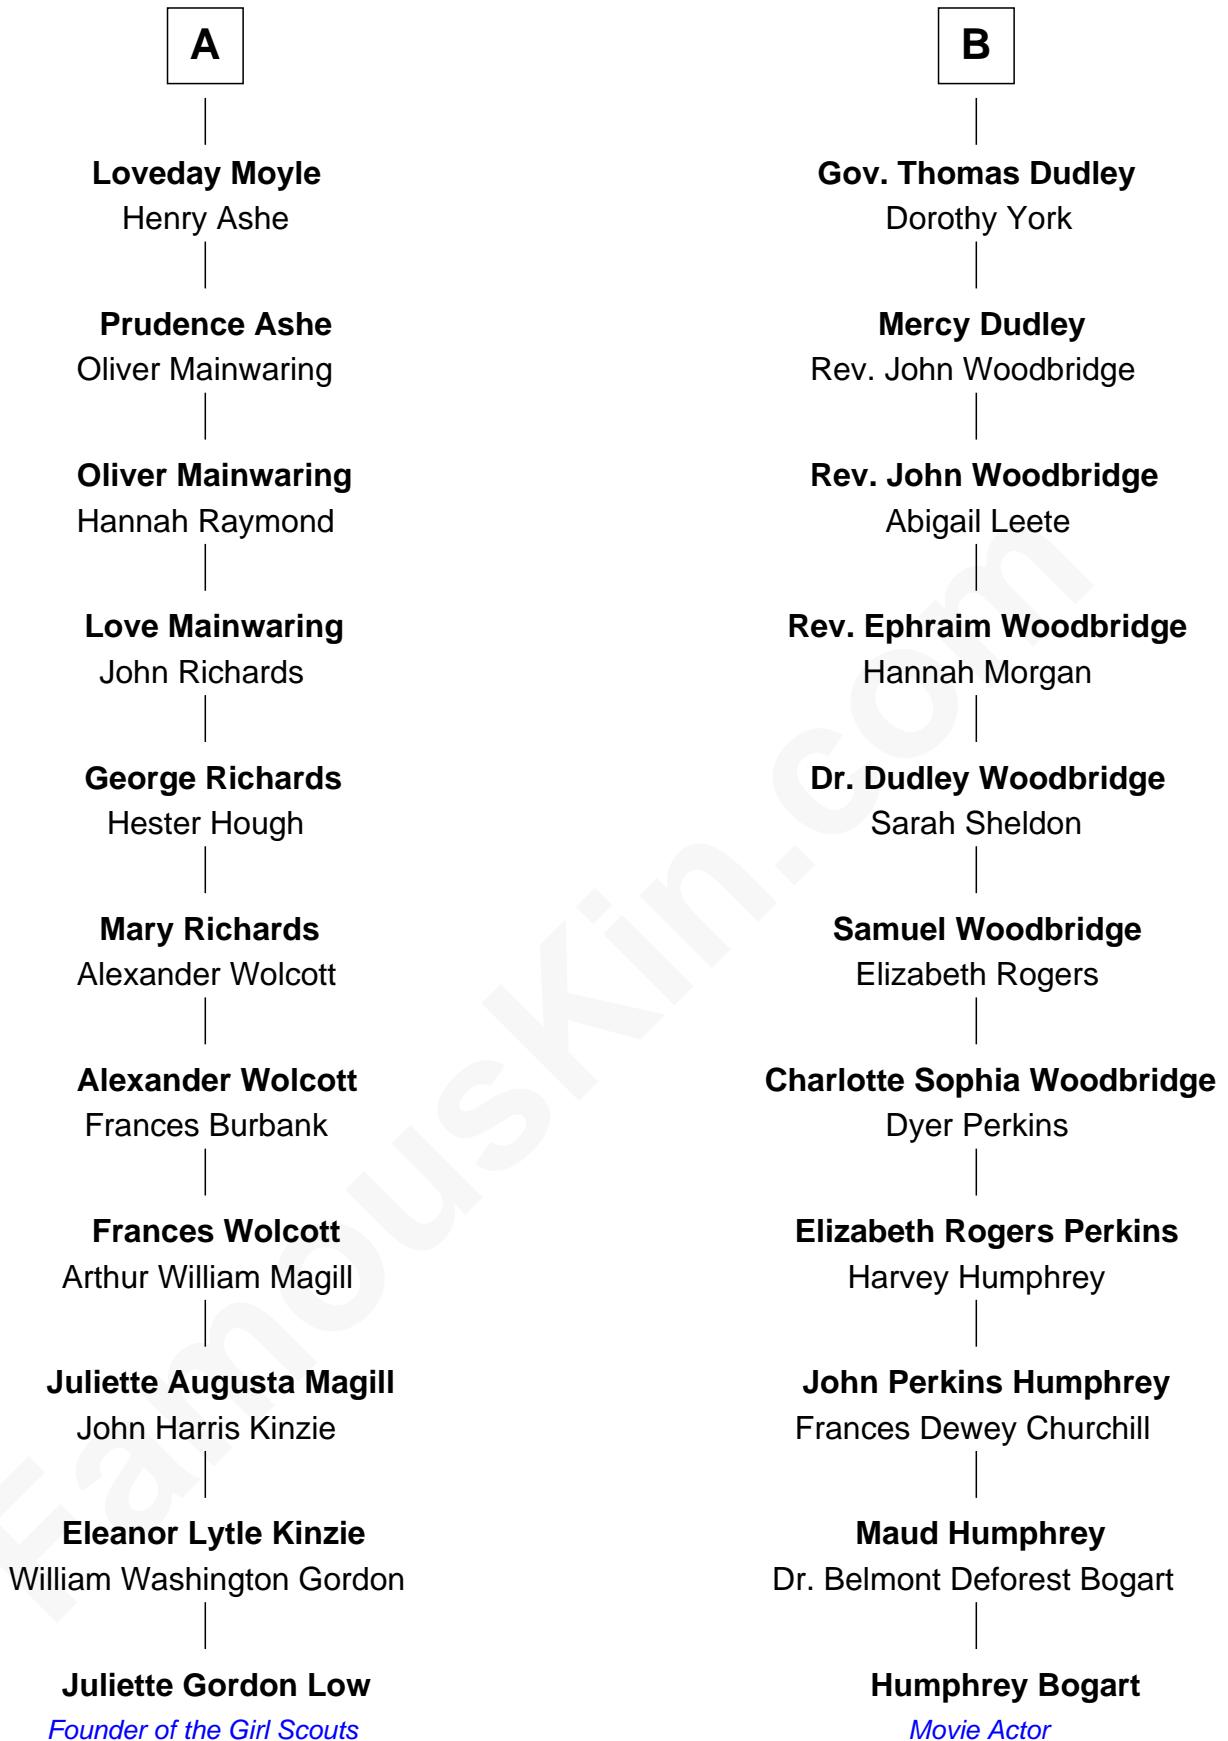 A
Loveday Moyle
Henry Ashe
Prudence Ashe
Oliver Mainwaring
Oliver Mainwaring
Hannah Raymond
Love Mainwaring
John Richards
George Richards
Hester Hough
Mary Richards
Alexander Wolcott
Alexander Wolcott
Frances Burbank
Frances Wolcott
Arthur William Magill
Juliette Augusta Magill
John Harris Kinzie
Eleanor Lytle Kinzie
William Washington Gordon
Juliette Gordon Low
Founder of the Girl Scouts
B
Gov. Thomas Dudley
Dorothy York
Mercy Dudley
Rev. John Woodbridge
Rev. John Woodbridge
Abigail Leete
Rev. Ephraim Woodbridge
Hannah Morgan
Dr. Dudley Woodbridge
Sarah Sheldon
Samuel Woodbridge
Elizabeth Rogers
Charlotte Sophia Woodbridge
Dyer Perkins
Elizabeth Rogers Perkins
Harvey Humphrey
John Perkins Humphrey
Frances Dewey Churchill
Maud Humphrey
Dr. Belmont Deforest Bogart
Humphrey Bogart
Movie Actor
FamousKin.com